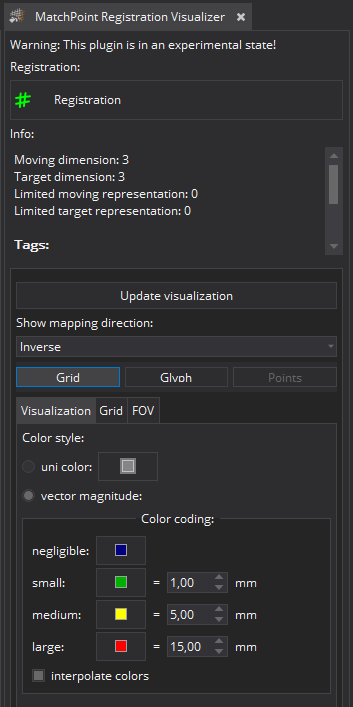 MatchPoint Registration Visualizer
Warning: This plugin is in an experimental state!
Registration:
Registration
Info:
Moving dimension: 3
Target dimension: 3
Limited moving representation: 0
Limited target representation: 0
Tags:
Update visualization
Show mapping direction:
Inverse
Grid Glyph Points
Visualization Grid FOV
Color style:
uni color:
vector magnitude:
Color coding:
negligible:
small: = 1,00 mm
medium: = 5,00 mm
large: = 15,00 mm
interpolate colors